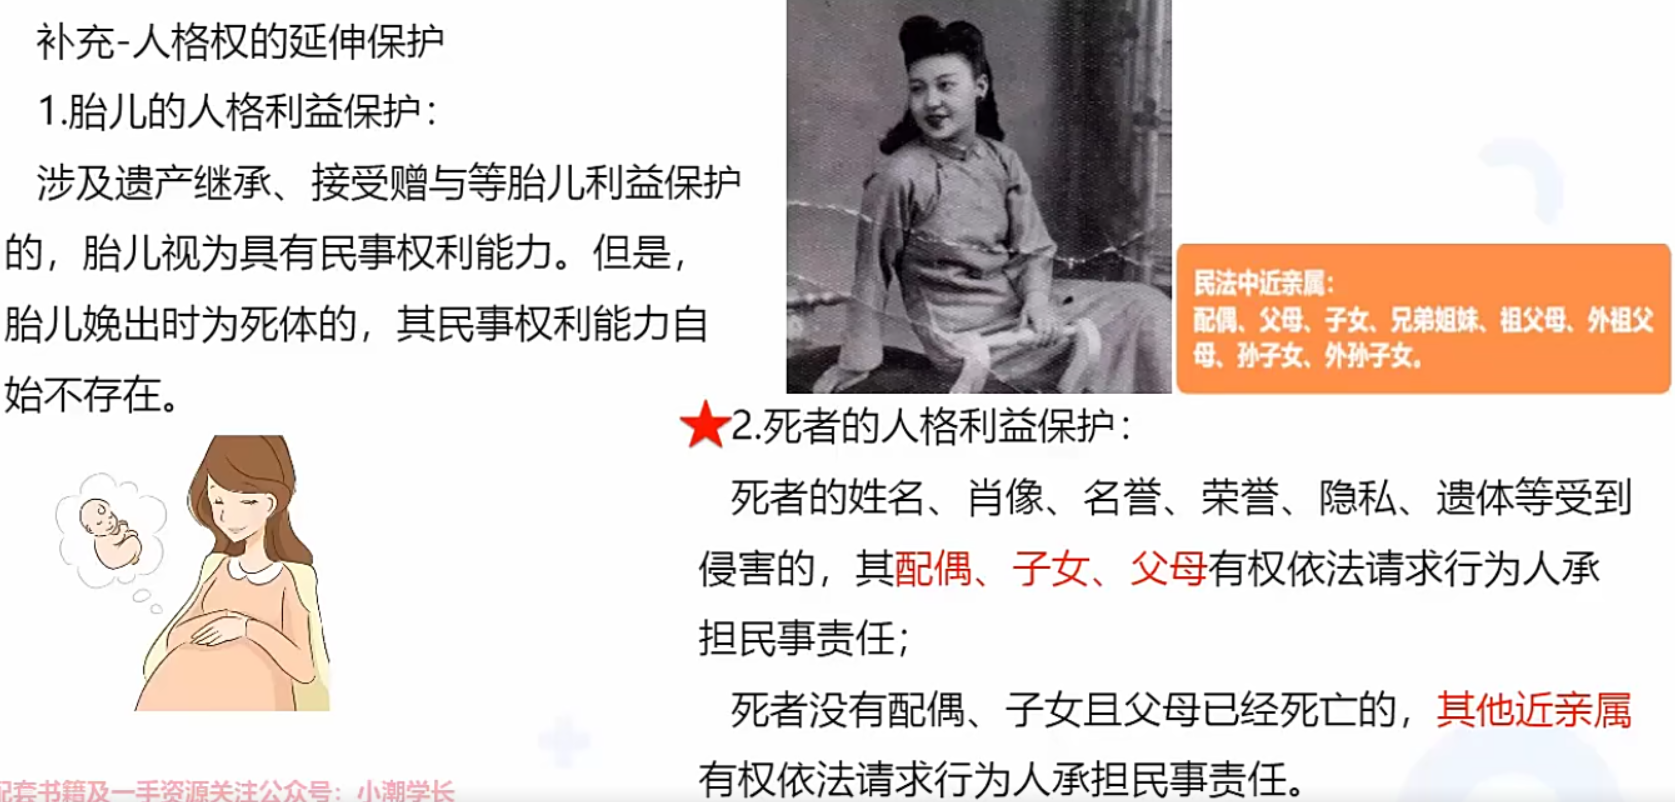 补充-人格权的延伸保护
1.胎儿的人格利益保护：
涉及遗产继承、接受赠与等胎儿利益保护
的，胎儿视为具有民事权利能力。但是，
胎儿娩出时为死体的，其民事权利能力自
始不存在。
民法中近亲属：
配偶、父母、子女、兄弟姐妹、祖父母、外祖父
母、孙子女、外孙子女。
2.死者的人格利益保护：
死者的姓名、肖像、名誉、荣誉、隐私、遗体等受到
侵害的，其配偶、子女、父母有权依法请求行为人承
担民事责任；
死者没有配偶、子女且父母已经死亡的，其他近亲属
有权依法请求行为人承担民事责任。
配套书籍及一手资源关注公众号：小潮学长